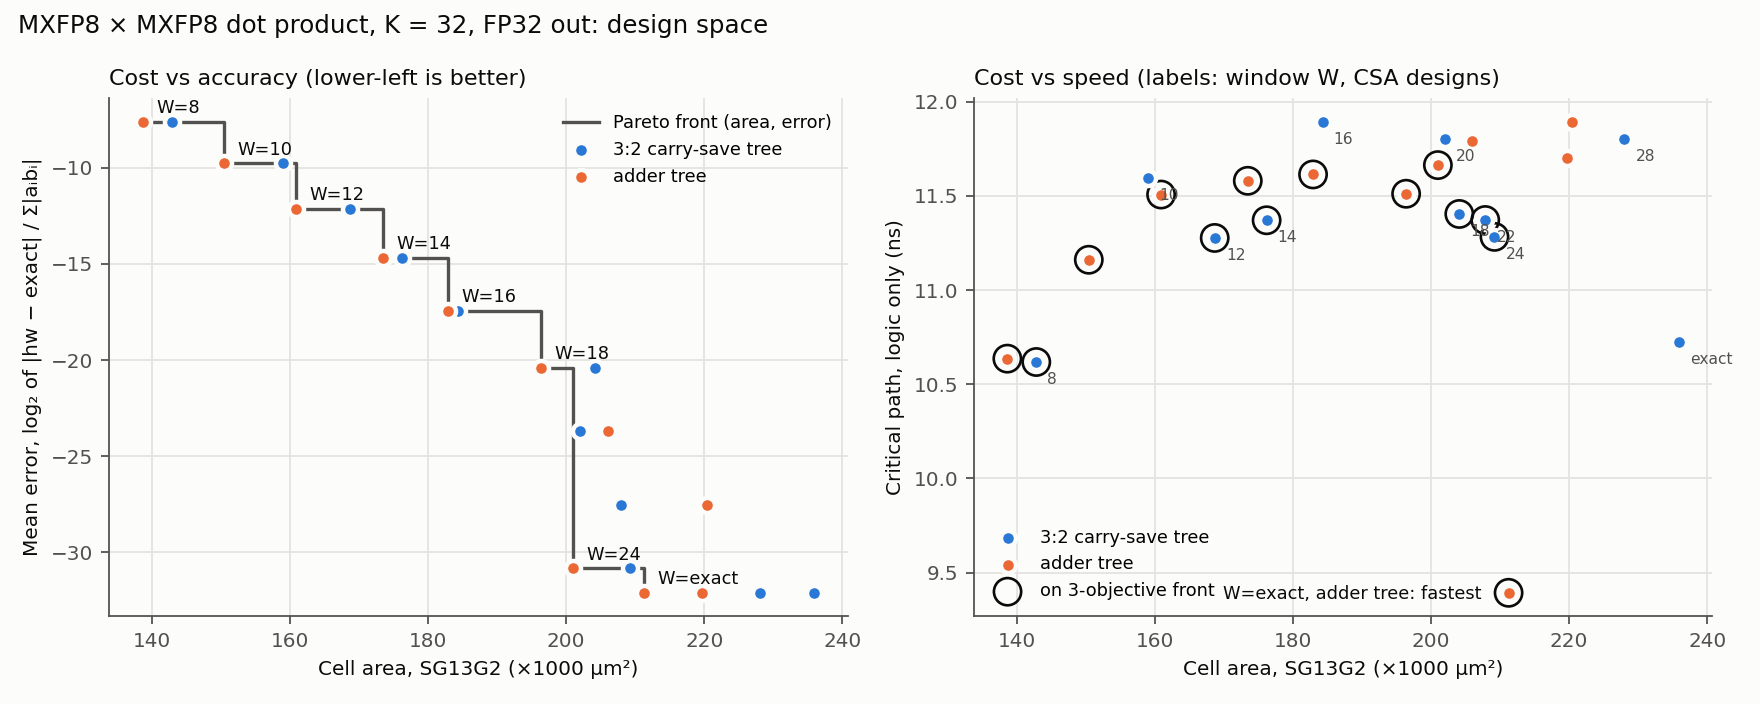 MXFP8 × MXFP8 dot product, K = 32, FP32 out: design space
Cost vs accuracy (lower-left is better)
Mean error, log₂ of |hw − exact| / Σ|aᵢbᵢ|
−10
−15
−20
−25
−30
W=8
W=10
W=12
W=14
W=16
W=18
W=24
W=exact
Pareto front (area, error)
3:2 carry-save tree
adder tree
140
160
180
200
220
240
Cell area, SG13G2 (×1000 µm²)
Cost vs speed (labels: window W, CSA designs)
Critical path, logic only (ns)
12.0
11.5
11.0
10.5
10.0
9.5
16
20
28
10
14
12
18
22
24
8
exact
3:2 carry-save tree
adder tree
on 3-objective front
W=exact, adder tree: fastest
140
160
180
200
220
240
Cell area, SG13G2 (×1000 µm²)